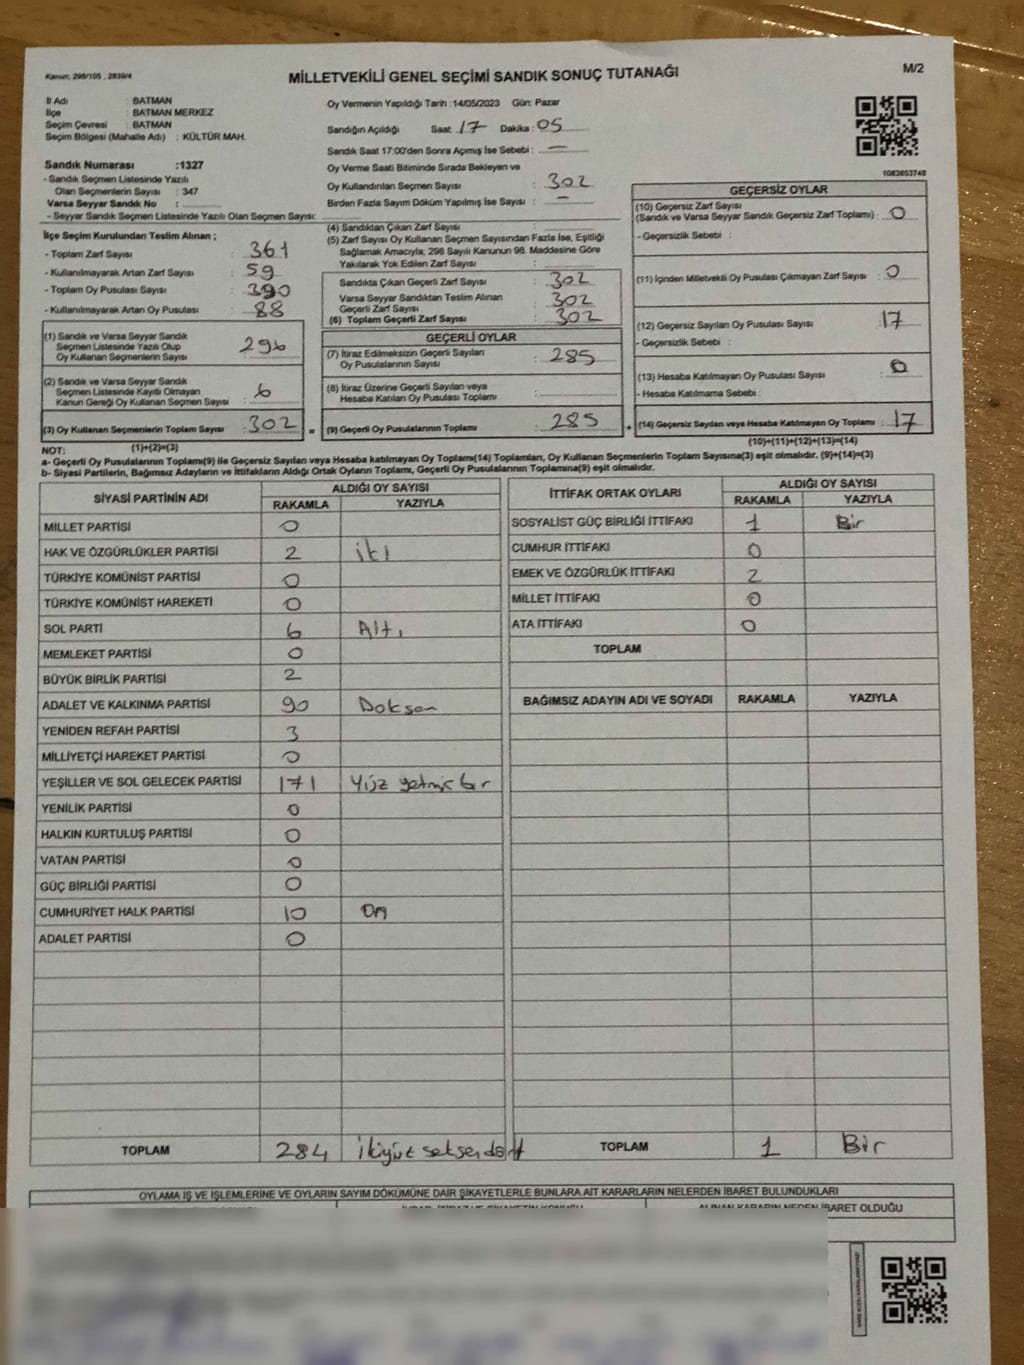 Kanun, 298/105 , 2839/4
MİLLETVEKİLİ GENEL SEÇİMİ SANDIK SONUÇ TUTANAĞI
M/2
İl Adı : BATMAN
İlçe : BATMAN MERKEZ
Seçim Çevresi : BATMAN
Seçim Bölgesi (Mahalle Adı) : KÜLTÜR MAH.
Oy Vermenin Yapıldığı Tarih :14/05/2023 Gün: Pazar
Sandığın Açıldığı Saat: 17 Dakika : 05
Sandık Saat 17:00'den Sonra Açımış İse Sebebi : —
Sandık Numarası :1327
- Sandık Seçmen Listesinde Yazılı
Olan Seçmenlerin Sayısı : 347
Varsa Seyyar Sandık No :
- Seyyar Sandık Seçmen Listesinde Yazılı Olan Seçmen Sayısı:
Oy Verme Saati Bitiminde Sırada Bekleyen ve
Oy Kullandırılan Seçmen Sayısı : 302
Birden Fazla Sayım Döküm Yapılmış İse Sayısı : —
1083853748
İlçe Seçim Kurulundan Teslim Alınan ;
- Toplam Zarf Sayısı : 361
- Kullanılmayarak Artan Zarf Sayısı : 59
- Toplam Oy Pusulası Sayısı : 390
- Kullanılmayarak Artan Oy Pusulası : 88
(4) Sandıktan Çıkan Zarf Sayısı :
(5) Zarf Sayısı Oy Kullanan Seçmen Sayısından Fazla İse, Eşitliği
Sağlamak Amacıyla; 298 Sayılı Kanunun 98. Maddesine Göre
Yakılarak Yok Edilen Zarf Sayısı :
Sandıkta Çıkan Geçerli Zarf Sayısı : 302
Varsa Seyyar Sandıktan Teslim Alınan
Geçerli Zarf Sayısı : 302
(6) Toplam Geçerli Zarf Sayısı : 302
GEÇERSİZ OYLAR
(10) Geçersiz Zarf Sayısı
(Sandık ve Varsa Seyyar Sandık Geçersiz Zarf Toplamı) : 0
- Geçersizlik Sebebi :
(11) İçinden Milletvekili Oy Pusulası Çıkmayan Zarf Sayısı : 0
(12) Geçersiz Sayılan Oy Pusulası Sayısı : 17
- Geçersizlik Sebebi :
(13) Hesaba Katılmayan Oy Pusulası Sayısı : 0
- Hesaba Katılmama Sebebi :
(14) Geçersiz Sayılan veya Hesaba Katılmayan Oy Toplamı : 17
(10)+(11)+(12)+(13)=(14)
(1) Sandık ve Varsa Seyyar Sandık
Seçmen Listesinde Yazılı Olup
Oy Kullanan Seçmenlerin Sayısı : 296
(2) Sandık ve Varsa Seyyar Sandık
Seçmen Listesinde Kayıtlı Olmayan
Kanun Gereği Oy Kullanan Seçmen Sayısı : 6
(3) Oy Kullanan Seçmenlerin Toplam Sayısı : 302 =
GEÇERLİ OYLAR
(7) İtiraz Edilmeksizin Geçerli Sayılan
Oy Pusulalarının Sayısı : 285
(8) İtiraz Üzerine Geçerli Sayılan veya
Hesaba Katılan Oy Pusulası Toplamı :
(9) Geçerli Oy Pusulalarının Toplamı : 285 +
NOT: (1)+(2)=(3)
a- Geçerli Oy Pusulalarının Toplamı(9) ile Geçersiz Sayılan veya Hesaba katılmayan Oy Toplamı(14) Toplamları, Oy Kullanan Seçmenlerin Toplam Sayısına(3) eşit olmalıdır. (9)+(14)=(3)
b- Siyasi Partilerin, Bağımsız Adayların ve İttifakların Aldığı Ortak Oyların Toplamı, Geçerli Oy Pusulalarının Toplamına(9) eşit olmalıdır.
SİYASİ PARTİNİN ADI ALDIĞI OY SAYISI
RAKAMLA YAZIYLA
MİLLET PARTİSİ 0
HAK VE ÖZGÜRLÜKLER PARTİSİ 2 iki
TÜRKİYE KOMÜNİST PARTİSİ 0
TÜRKİYE KOMÜNİST HAREKETİ 0
SOL PARTİ 6 Altı
MEMLEKET PARTİSİ 0
BÜYÜK BİRLİK PARTİSİ 2
ADALET VE KALKINMA PARTİSİ 90 Doksan
YENİDEN REFAH PARTİSİ 3
MİLLİYETÇİ HAREKET PARTİSİ 0
YEŞİLLER VE SOL GELECEK PARTİSİ 171 Yüz yetmiş bir
YENİLİK PARTİSİ 0
HALKIN KURTULUŞ PARTİSİ 0
VATAN PARTİSİ 0
GÜÇ BİRLİĞİ PARTİSİ 0
CUMHURİYET HALK PARTİSİ 10 On
ADALET PARTİSİ 0
TOPLAM 284 ikiyüz seksendört
İTTİFAK ORTAK OYLARI ALDIĞI OY SAYISI
RAKAMLA YAZIYLA
SOSYALİST GÜÇ BİRLİĞİ İTTİFAKI 1 Bir
CUMHUR İTTİFAKI 0
EMEK VE ÖZGÜRLÜK İTTİFAKI 2
MİLLET İTTİFAKI 0
ATA İTTİFAKI 0
TOPLAM
BAĞIMSIZ ADAYIN ADI VE SOYADI RAKAMLA YAZIYLA
TOPLAM 1 Bir
OYLAMA İŞ VE İŞLEMLERİNE VE OYLARIN SAYIM DÖKÜMÜNE DAİR ŞİKAYETLERLE BUNLARA AİT KARARLARIN NELERDEN İBARET BULUNDUKLARI
ALINAN KARARIN NEDEN İBARET OLDUĞU